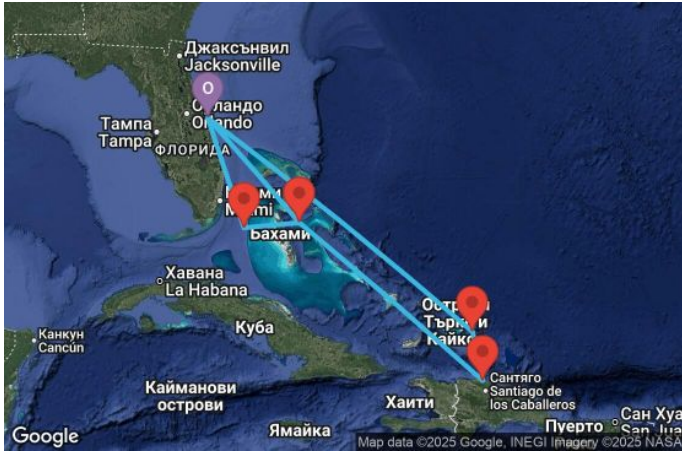 Джаксънвил
Jacksonville
O
Орландо
Orlando
Тампа
Tampa
ФЛОРИДА
Miami
Бахами
Хавана
La Habana
Канкун
Cancún
Куба
Търкс и
Кайкос
Кайманови
острови
Сантяго
Santiago de
los Caballeros
Хаити
Ямайка
Пуерто
Сан Хуа
San Ju
Google
Map data ©2025 Google, INEGI Imagery ©2025 NASA